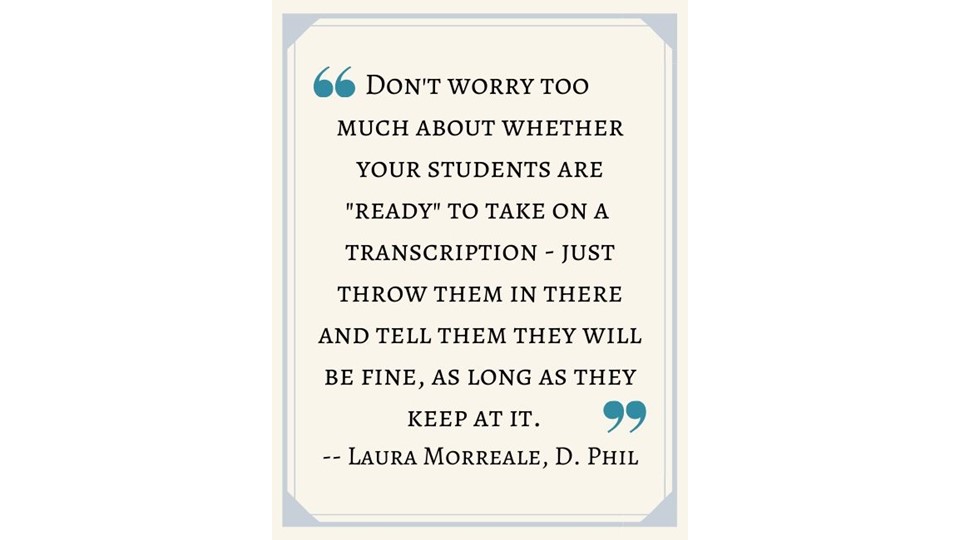 “ Don't worry too
much about whether
your students are
"ready" to take on a
transcription - just
throw them in there
and tell them they will
be fine, as long as they
keep at it. ”
-- Laura Morreale, D. Phil